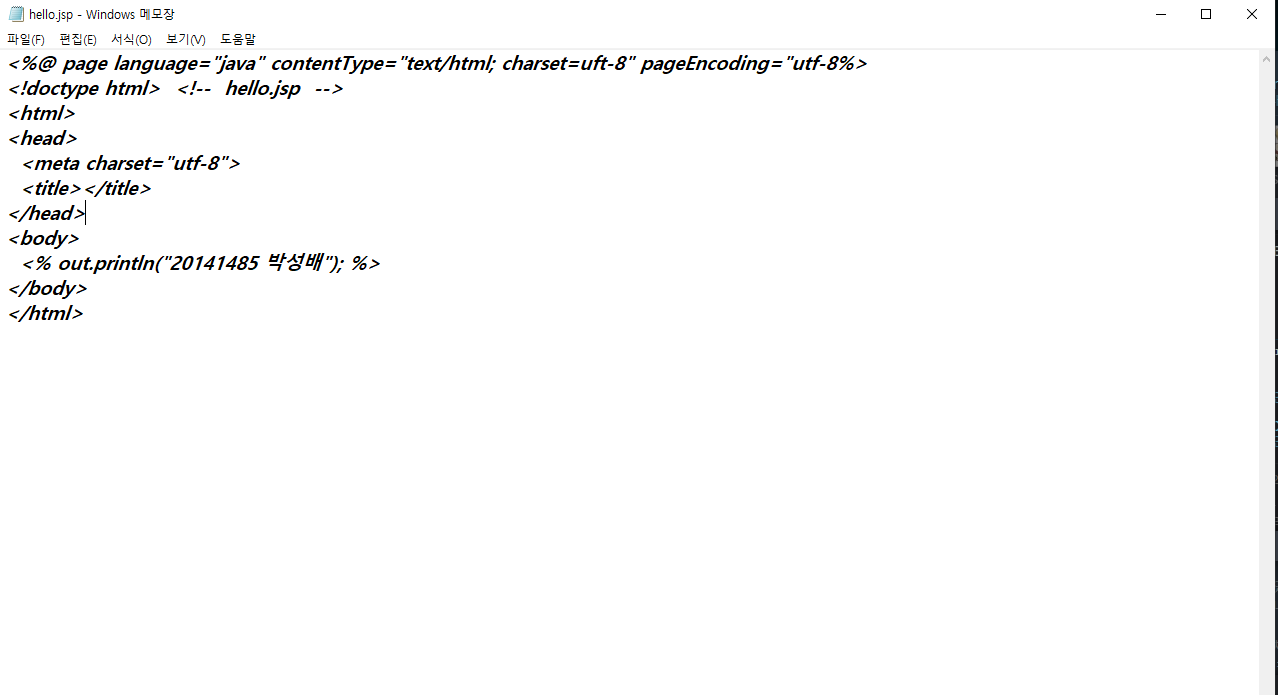 hello.jsp - Windows 메모장
파일(F) 편집(E) 서식(O) 보기(V) 도움말
<%@ page language="java" contentType="text/html; charset=uft-8" pageEncoding="utf-8%>
<!doctype html>  <!--  hello.jsp  -->
<html>
<head>
  <meta charset="utf-8">
  <title></title>
</head>
<body>
  <% out.println("20141485 박성배"); %>
</body>
</html>